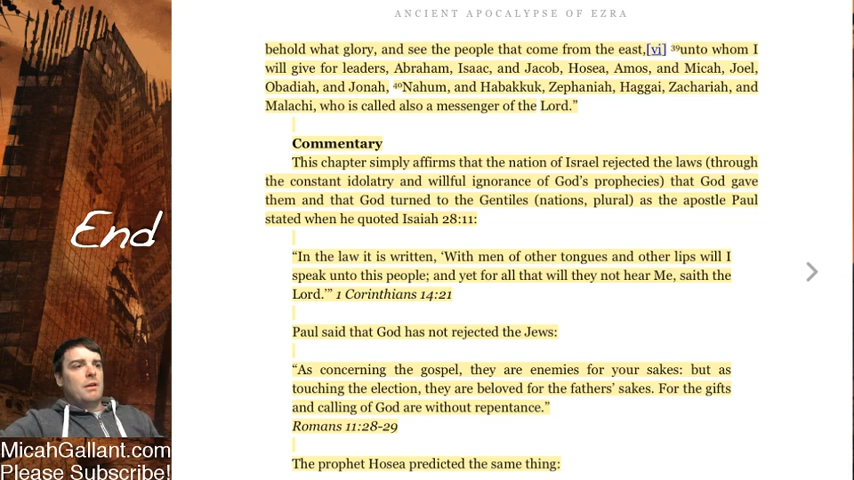 ANCIENT APOCALYPSE OF EZRA
behold what glory, and see the people that come from the east,[vi] ³⁹unto whom I
will give for leaders, Abraham, Isaac, and Jacob, Hosea, Amos, and Micah, Joel,
Obadiah, and Jonah, ⁴⁰Nahum, and Habakkuk, Zephaniah, Haggai, Zachariah, and
Malachi, who is called also a messenger of the Lord.”
Commentary
This chapter simply affirms that the nation of Israel rejected the laws (through
the constant idolatry and willful ignorance of God’s prophecies) that God gave
them and that God turned to the Gentiles (nations, plural) as the apostle Paul
stated when he quoted Isaiah 28:11:
“In the law it is written, ‘With men of other tongues and other lips will I
speak unto this people; and yet for all that will they not hear Me, saith the
Lord.’” 1 Corinthians 14:21
Paul said that God has not rejected the Jews:
“As concerning the gospel, they are enemies for your sakes: but as
touching the election, they are beloved for the fathers’ sakes. For the gifts
and calling of God are without repentance.”
Romans 11:28-29
The prophet Hosea predicted the same thing:
End
MicahGallant.com
Please Subscribe!